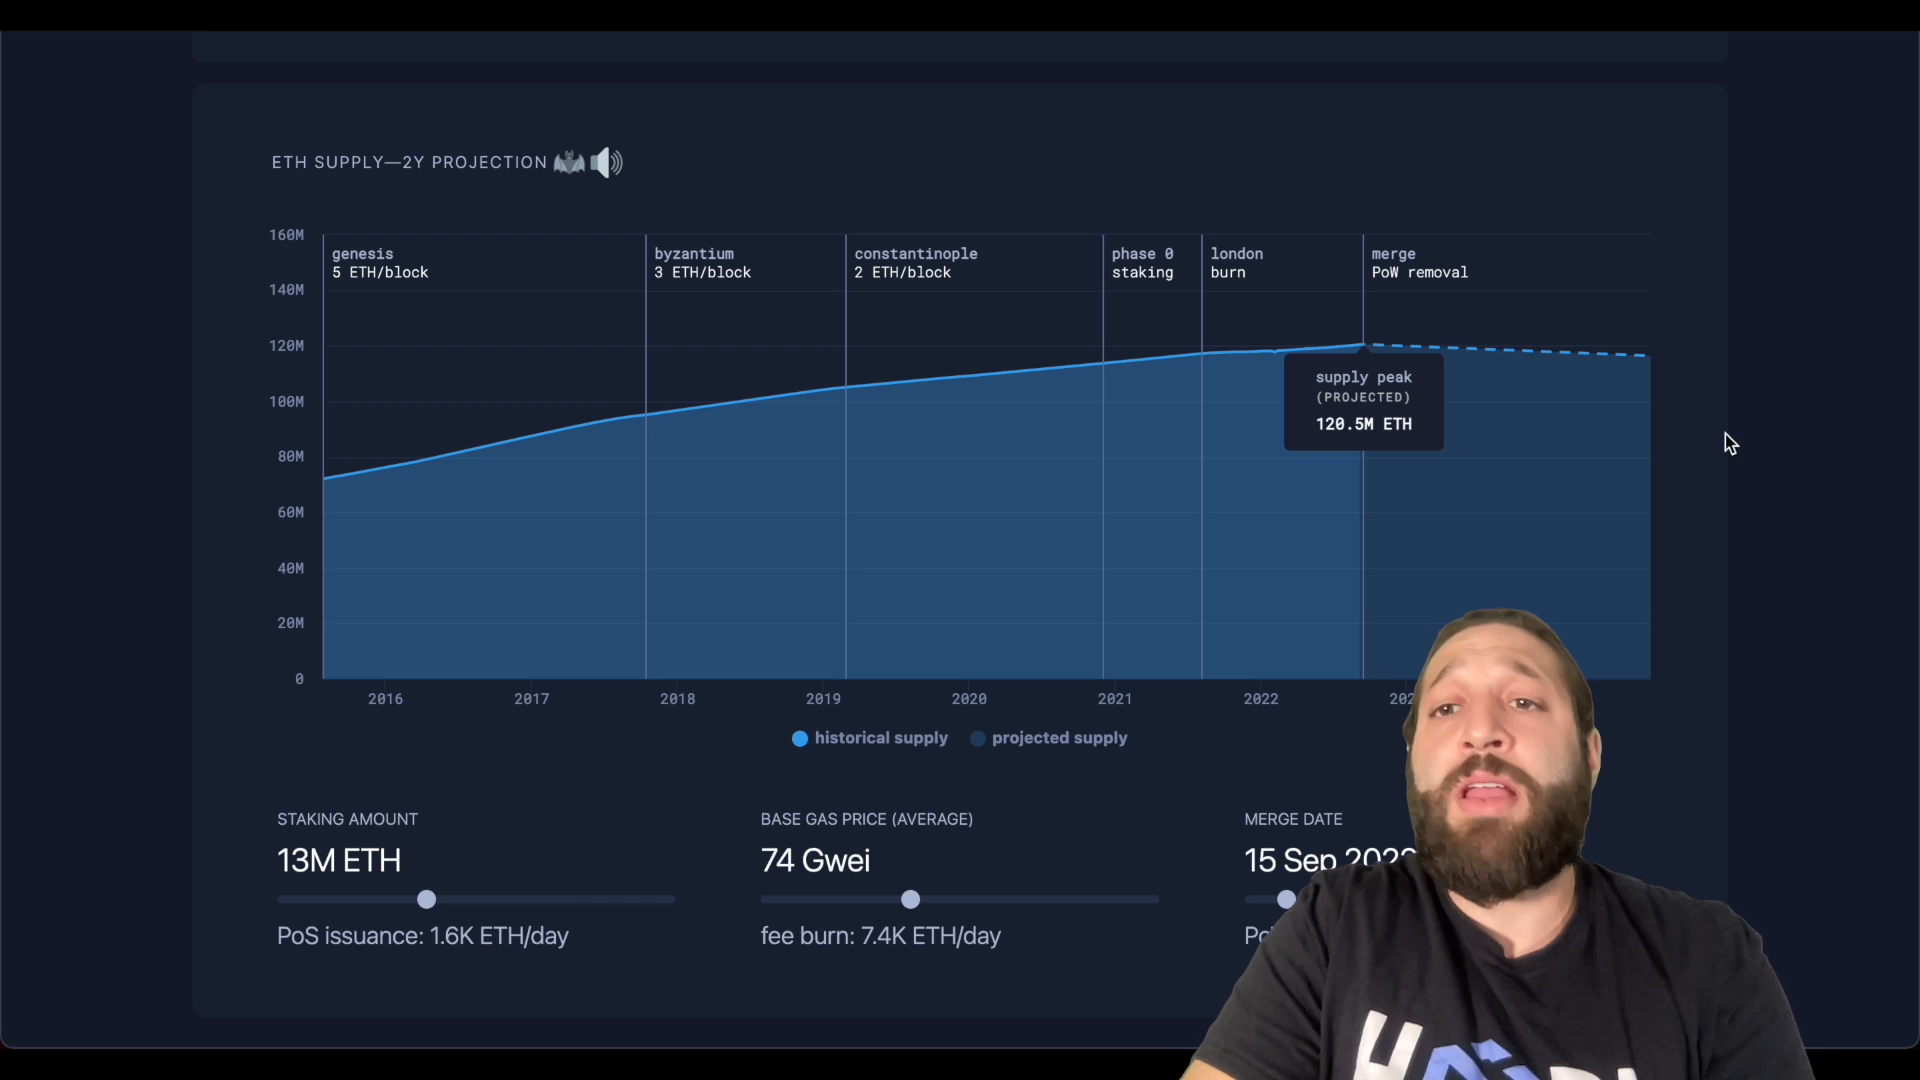 ETH SUPPLY—2Y PROJECTION
160M
140M
120M
100M
80M
60M
40M
20M
0
genesis
5 ETH/block
byzantium
3 ETH/block
constantinople
2 ETH/block
phase 0
staking
london
burn
merge
PoW removal
supply peak
(PROJECTED)
120.5M ETH
2016
2017
2018
2019
2020
2021
2022
historical supply
projected supply
STAKING AMOUNT
13M ETH
PoS issuance: 1.6K ETH/day
BASE GAS PRICE (AVERAGE)
74 Gwei
fee burn: 7.4K ETH/day
MERGE DATE
15 Sep 2022